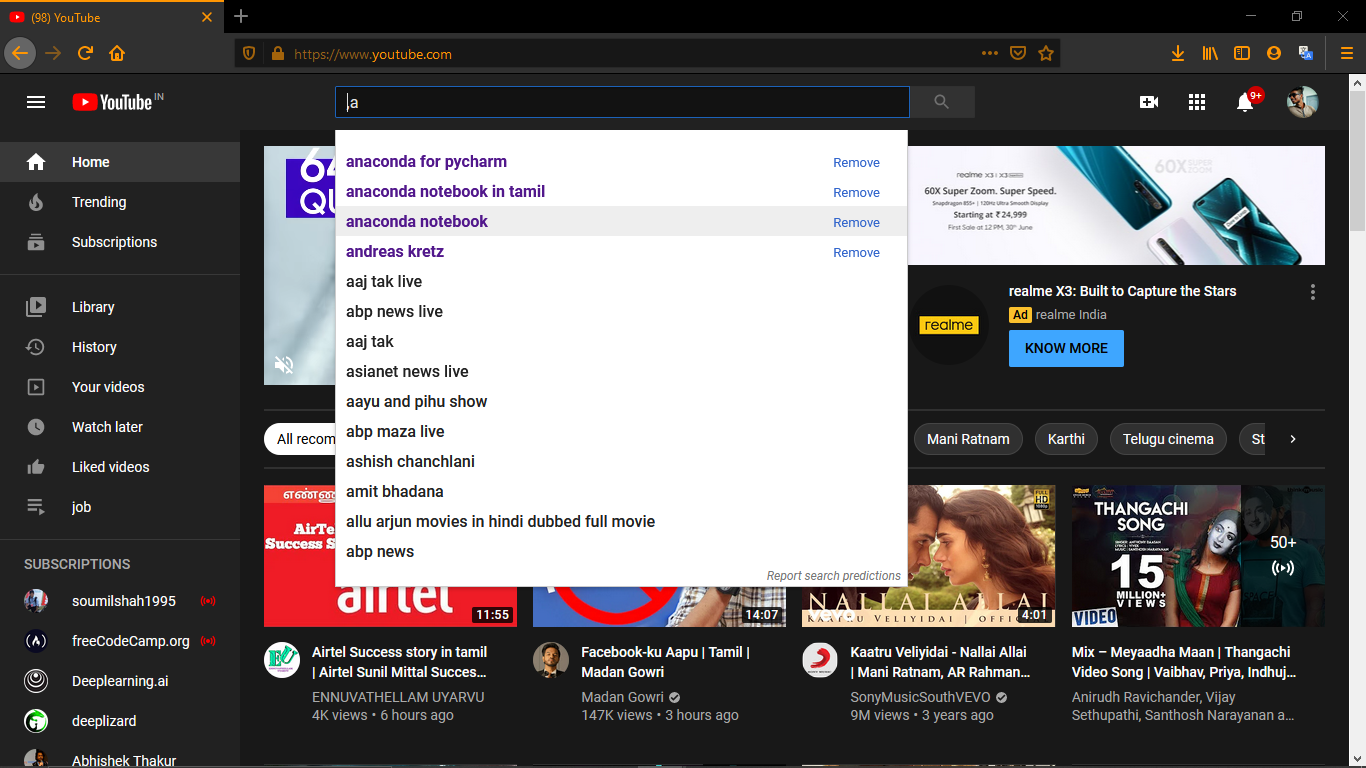 (98) YouTube
https://www.youtube.com
YouTube IN
a
9+
Home
Trending
Subscriptions
Library
History
Your videos
Watch later
Liked videos
job
SUBSCRIPTIONS
soumilshah1995
freeCodeCamp.org
Deeplearning.ai
deeplizard
Abhishek Thakur
anaconda for pycharm Remove
anaconda notebook in tamil Remove
anaconda notebook Remove
andreas kretz Remove
aaj tak live
abp news live
aaj tak
asianet news live
aayu and pihu show
abp maza live
ashish chanchlani
amit bhadana
allu arjun movies in hindi dubbed full movie
abp news
Report search predictions
64
QU
realme X3 | X3
60X Super Zoom. Super Speed.
Snapdragon 855+ | 120Hz Ultra Smooth Display
Starting at ₹24,999
First Sale at 12 PM, 30th June
60X SUPER ZOOM
realme
realme X3: Built to Capture the Stars
Ad realme India
KNOW MORE
All recom
Mani Ratnam
Karthi
Telugu cinema
St
AirTel
Success S
airtel
11:55
14:07
FULL HD 1080p
NALLAI ALLAI
KAATRU VELIYIDAI | OFFIC
vevo
4:01
THANGACHI
SONG
15
MILLION+
VIEWS
VIDEO
50+
Airtel Success story in tamil
| Airtel Sunil Mittal Succes...
ENNUVATHELLAM UYARVU
4K views • 6 hours ago
Facebook-ku Aapu | Tamil |
Madan Gowri
Madan Gowri
147K views • 3 hours ago
Kaatru Veliyidai - Nallai Allai
| Mani Ratnam, AR Rahman...
SonyMusicSouthVEVO
9M views • 3 years ago
Mix – Meyaadha Maan | Thangachi
Video Song | Vaibhav, Priya, Indhuj...
Anirudh Ravichander, Vijay
Sethupathi, Santhosh Narayanan a...